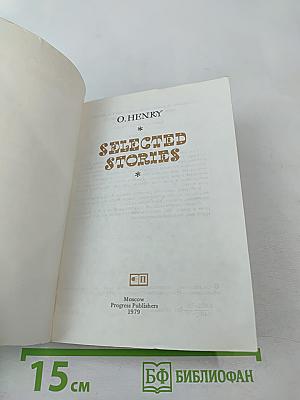 O. HENRY
*
SELECTED
STORIES
*
Moscow
Progress Publishers
1979
15 см
БФ БИБЛИОФАН